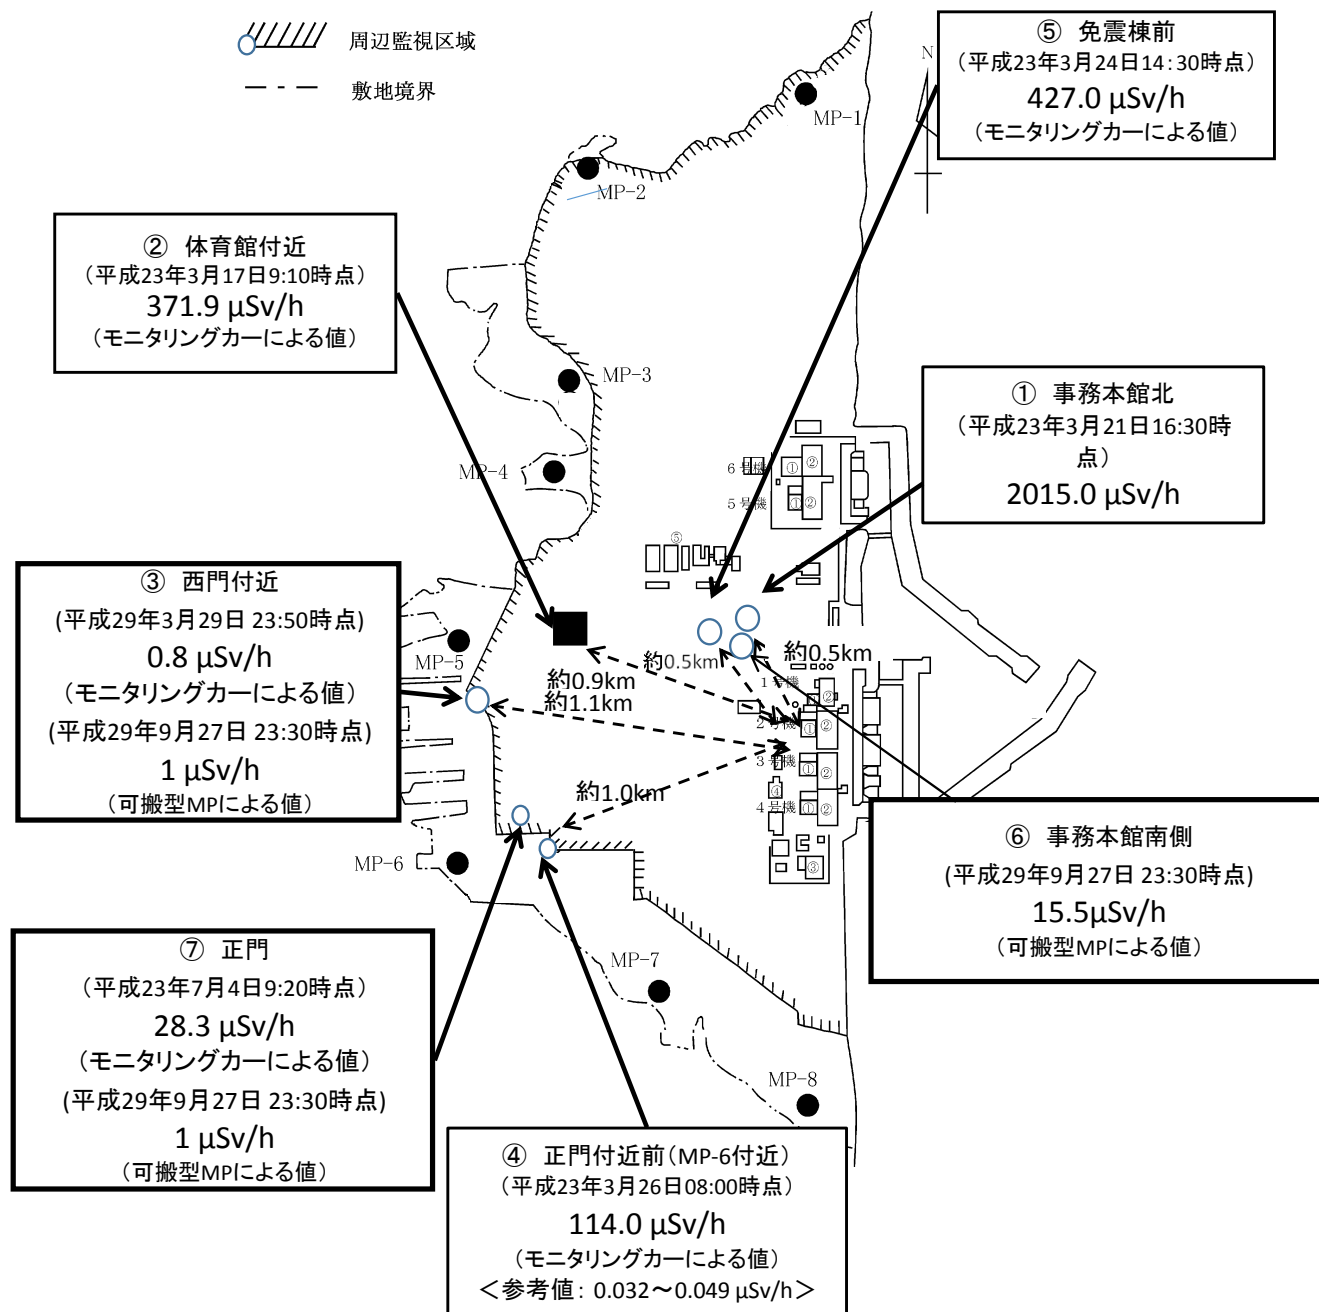 周辺監視区域
敷地境界
⑤ 免震棟前
（平成23年3月24日14:30時点）
427.0 µSv/h
（モニタリングカーによる値）
N
MP-1
MP-2
② 体育館付近
（平成23年3月17日9:10時点）
371.9 µSv/h
（モニタリングカーによる値）
MP-3
① 事務本館北
（平成23年3月21日16:30時
点）
2015.0 µSv/h
MP-4
6号機
①
②
5号機
①
②
⑤
③ 西門付近
(平成29年3月29日 23:50時点)
0.8 µSv/h
（モニタリングカーによる値）
(平成29年9月27日 23:30時点)
1 µSv/h
（可搬型MPによる値）
MP-5
約0.9km
約1.1km
約0.5km
約0.5km
1号機
②
2号機
①
②
3号機
①
②
④
4号機
①
②
③
約1.0km
MP-6
⑥ 事務本館南側
(平成29年9月27日 23:30時点)
15.5µSv/h
（可搬型MPによる値）
⑦ 正門
（平成23年7月4日9:20時点）
28.3 µSv/h
（モニタリングカーによる値）
(平成29年9月27日 23:30時点)
1 µSv/h
（可搬型MPによる値）
MP-7
MP-8
④ 正門付近前（MP-6付近）
（平成23年3月26日08:00時点）
114.0 µSv/h
（モニタリングカーによる値）
＜参考値： 0.032～0.049 µSv/h＞